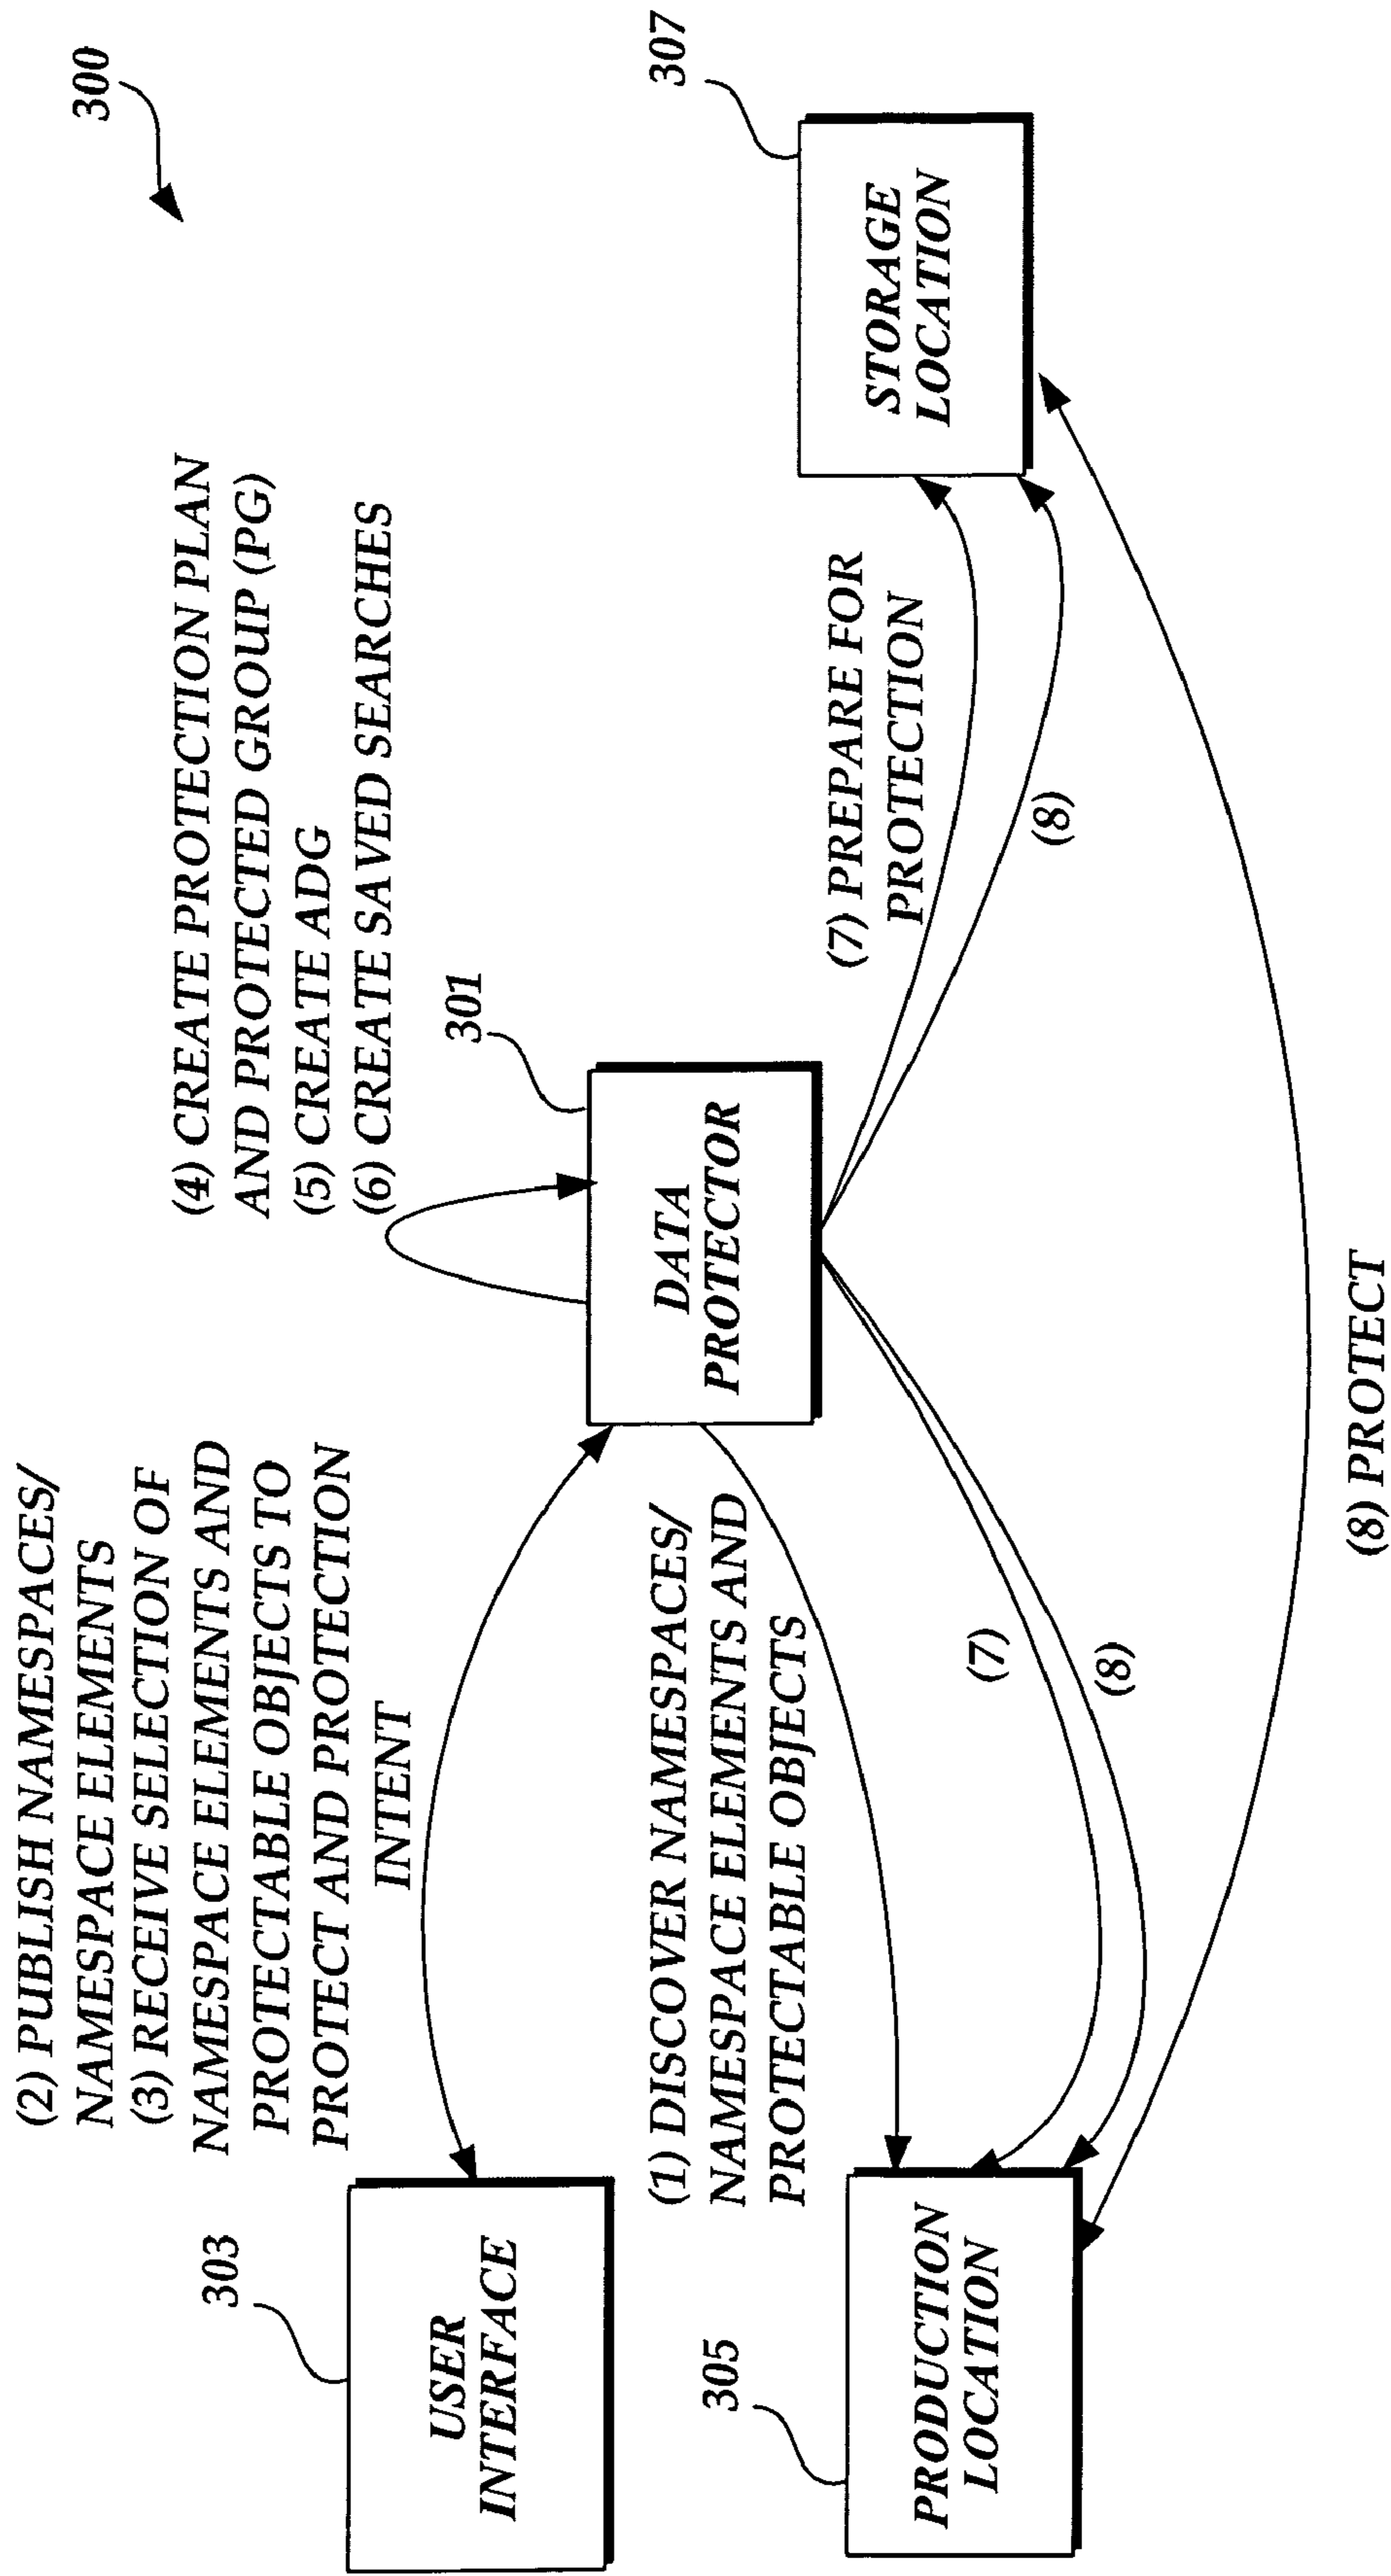 300
(2) PUBLISH NAMESPACES/
NAMESPACE ELEMENTS
(3) RECEIVE SELECTION OF
NAMESPACE ELEMENTS AND
PROTECTABLE OBJECTS TO
PROTECT AND PROTECTION
INTENT
(4) CREATE PROTECTION PLAN
AND PROTECTED GROUP (PG)
(5) CREATE ADG
(6) CREATE SAVED SEARCHES
303
USER
INTERFACE
301
DATA
PROTECTOR
307
STORAGE
LOCATION
(1) DISCOVER NAMESPACES/
NAMESPACE ELEMENTS AND
PROTECTABLE OBJECTS
(7) PREPARE FOR
PROTECTION
305
PRODUCTION
LOCATION
(7)
(8)
(8)
(8) PROTECT